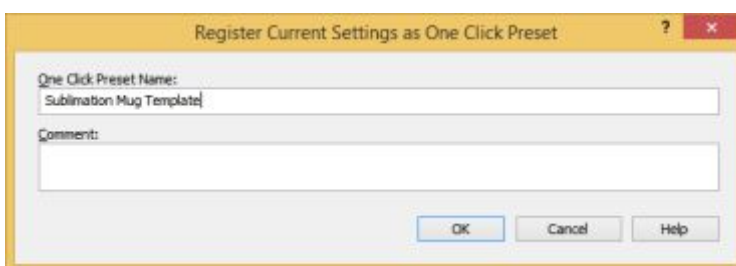 Register Current Settings as One Click Preset
?
One Click Preset Name:
Sublimation Mug Template
Comment:
OK Cancel Help